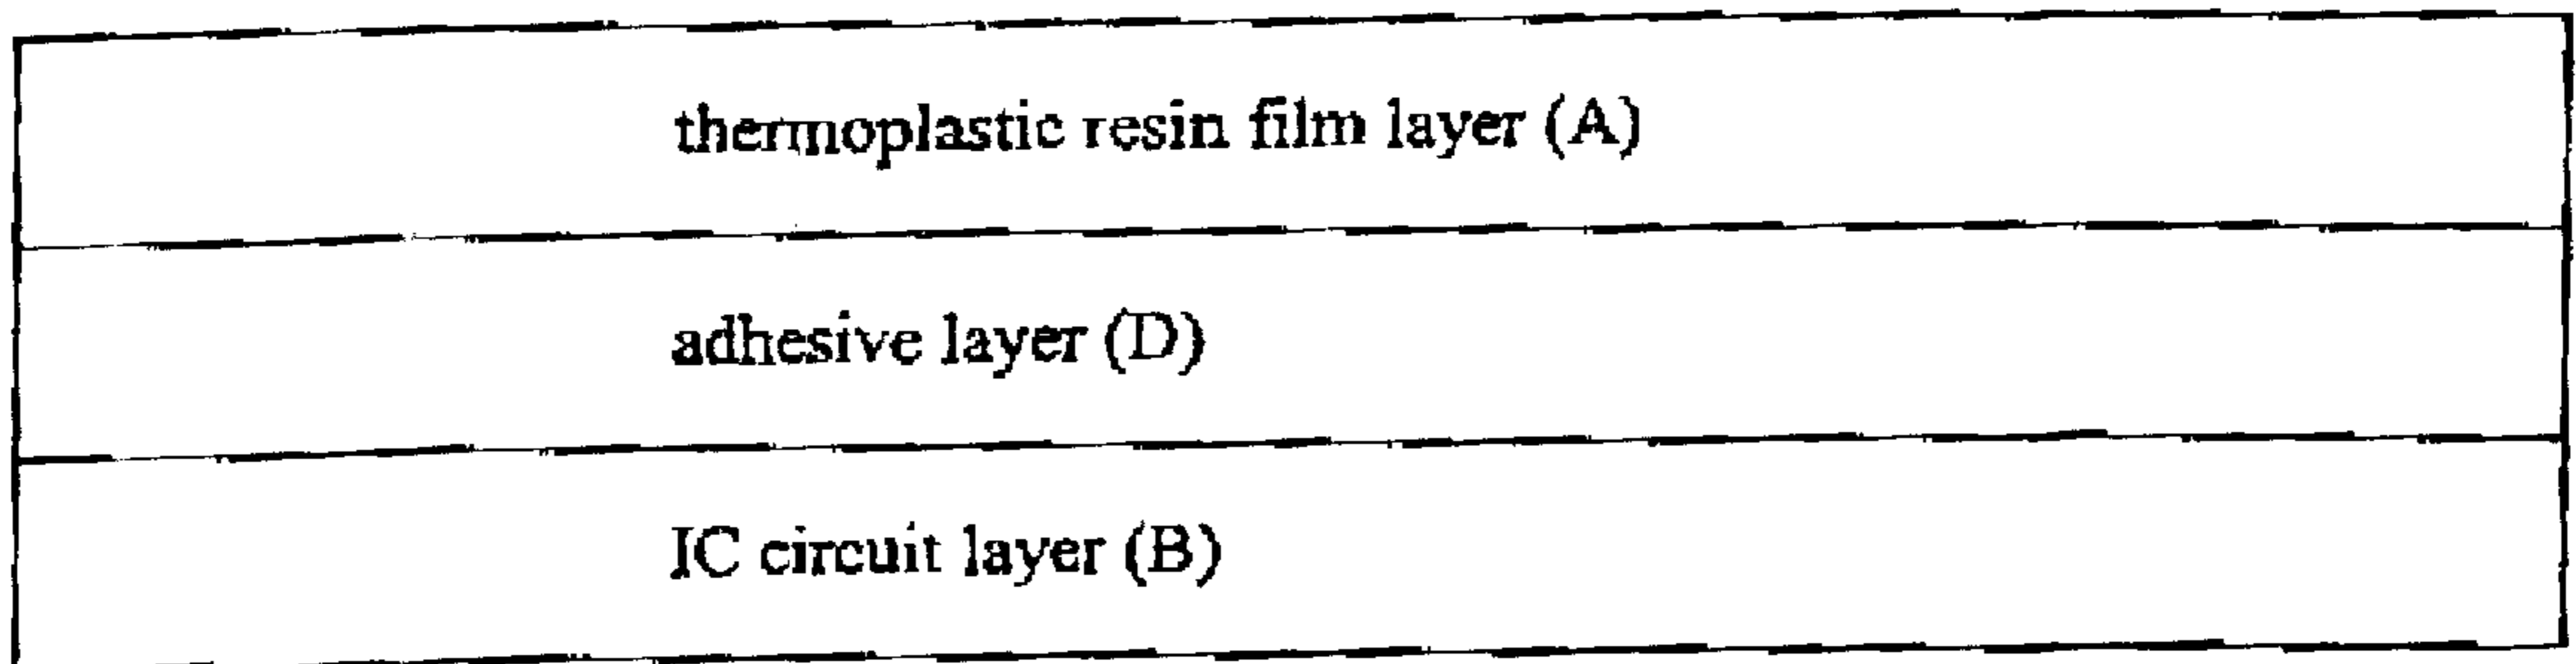 thermoplastic resin film layer (A)
adhesive layer (D)
IC circuit layer (B)